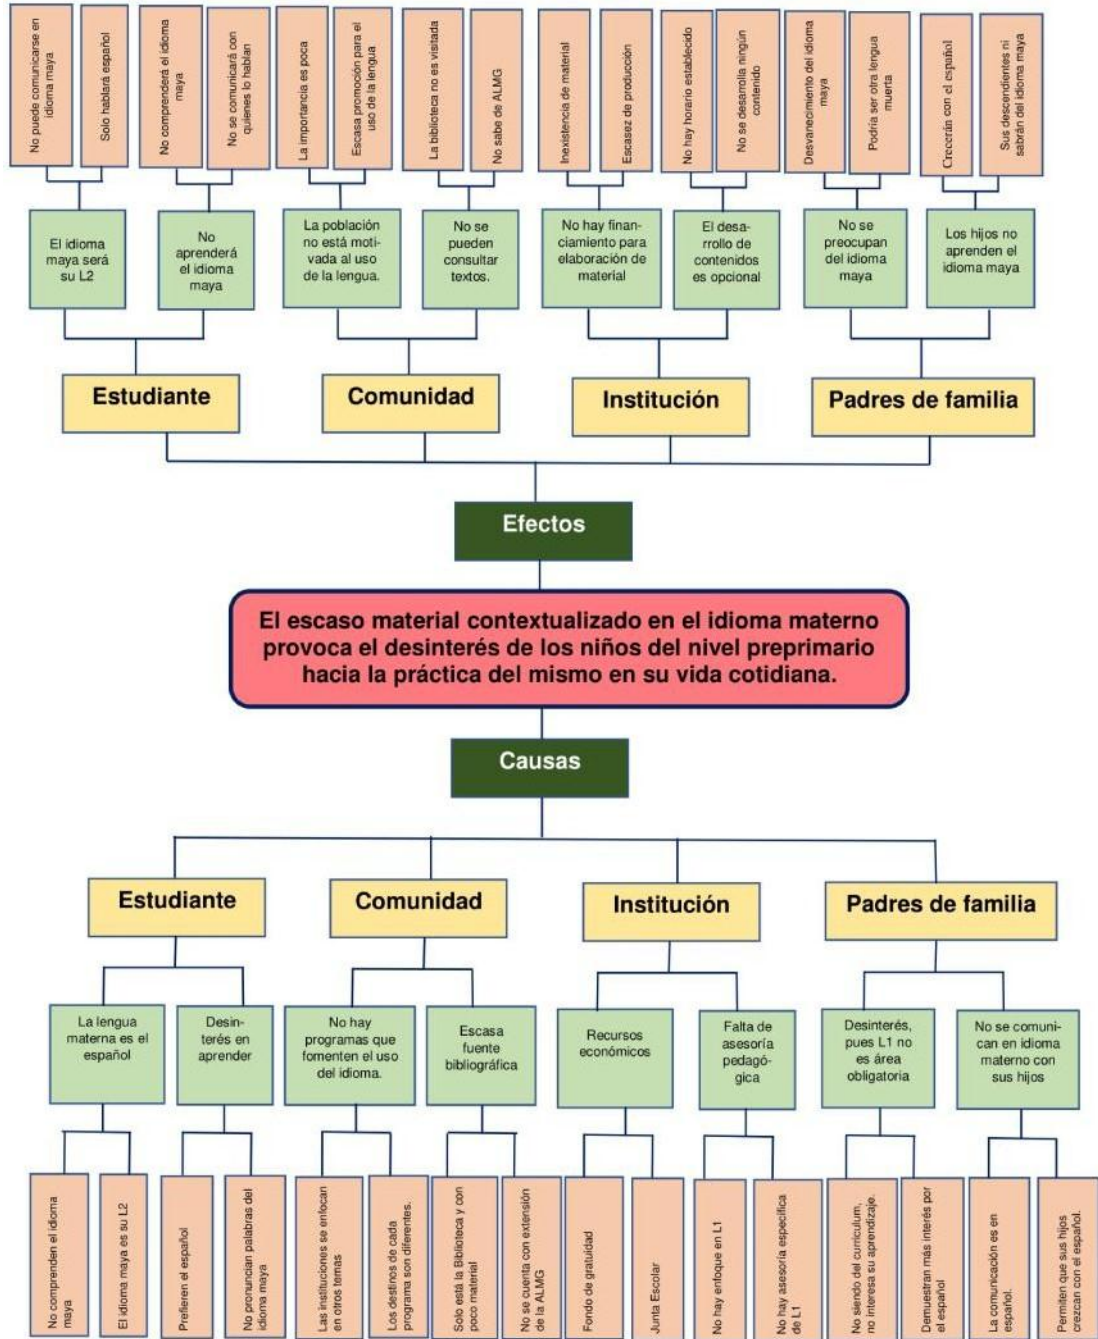 No puede comunicarse en
idioma maya
Solo hablará español
No comprenderá el idioma
maya
No se comunicará con
quienes lo hablan
La importancia es poca
Escasa promoción para el
uso de la lengua
La biblioteca no es visitada
No sabe de ALMG
Inexistencia de material
Escasez de producción
No hay horario establecido
No se desarrolla ningún
contenido
Desvanecimiento del idioma
maya
Podría ser otra lengua
muerta
Crecerán con el español
Sus descendientes ni
sabrán del idioma maya
El idioma
maya será
su L2
No
aprenderá
el idioma
maya
La población
no está moti-
vada al uso
de la lengua.
No se
pueden
consultar
textos.
No hay finan-
ciamiento para
elaboración de
material
El desa-
rrollo de
contenidos
es opcional
No se
preocupan
del idioma
maya
Los hijos no
aprenden el
idioma maya
Estudiante
Comunidad
Institución
Padres de familia
Efectos
El escaso material contextualizado en el idioma materno
provoca el desinterés de los niños del nivel preprimario
hacia la práctica del mismo en su vida cotidiana.
Causas
Estudiante
Comunidad
Institución
Padres de familia
La lengua
materna es el
español
Desin-
terés en
aprender
No hay
programas que
fomenten el uso
del idioma.
Escasa
fuente
bibliográfica
Recursos
económicos
Falta de
asesoría
pedagó-
gica
Desinterés,
pues L1 no
es área
obligatoria
No se comuni-
can en idioma
materno con
sus hijos
No comprenden el idioma
maya
El idioma maya es su L2
Prefieren el español
No pronuncian palabras del
idioma maya
Las instituciones se enfocan
en otros temas
Los destinos de cada
programa son diferentes.
Solo está la Biblioteca y con
poco material
No se cuenta con extensión
de la ALMG
Fondo de gratuidad
Junta Escolar
No hay enfoque en L1
No hay asesoría específica
de L1
No siendo del curriculum,
no interesa su aprendizaje.
Demuestran más interés por
el español
La comunicación es en
español.
Permiten que sus hijos
crezcan con el español.